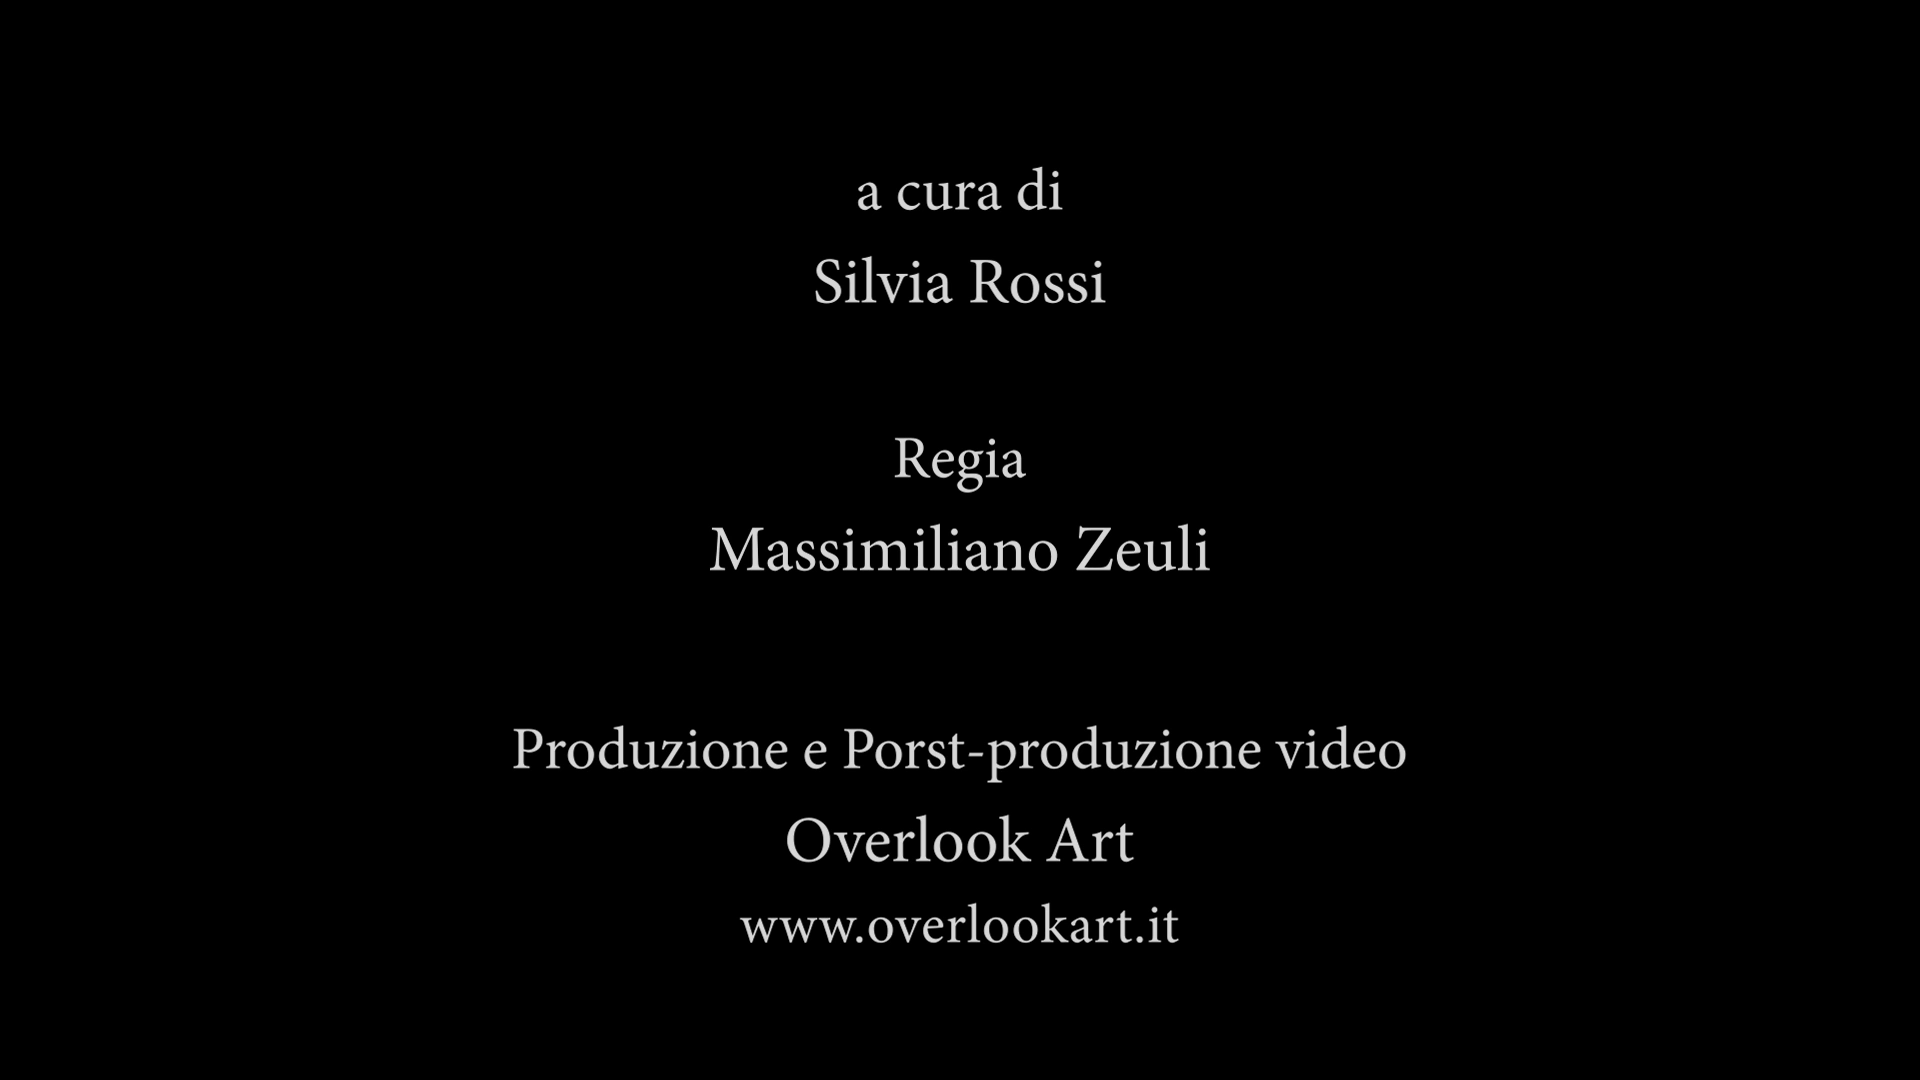 a cura di
Silvia Rossi
Regia
Massimiliano Zeuli
Produzione e Porst-produzione video
Overlook Art
www.overlookart.it